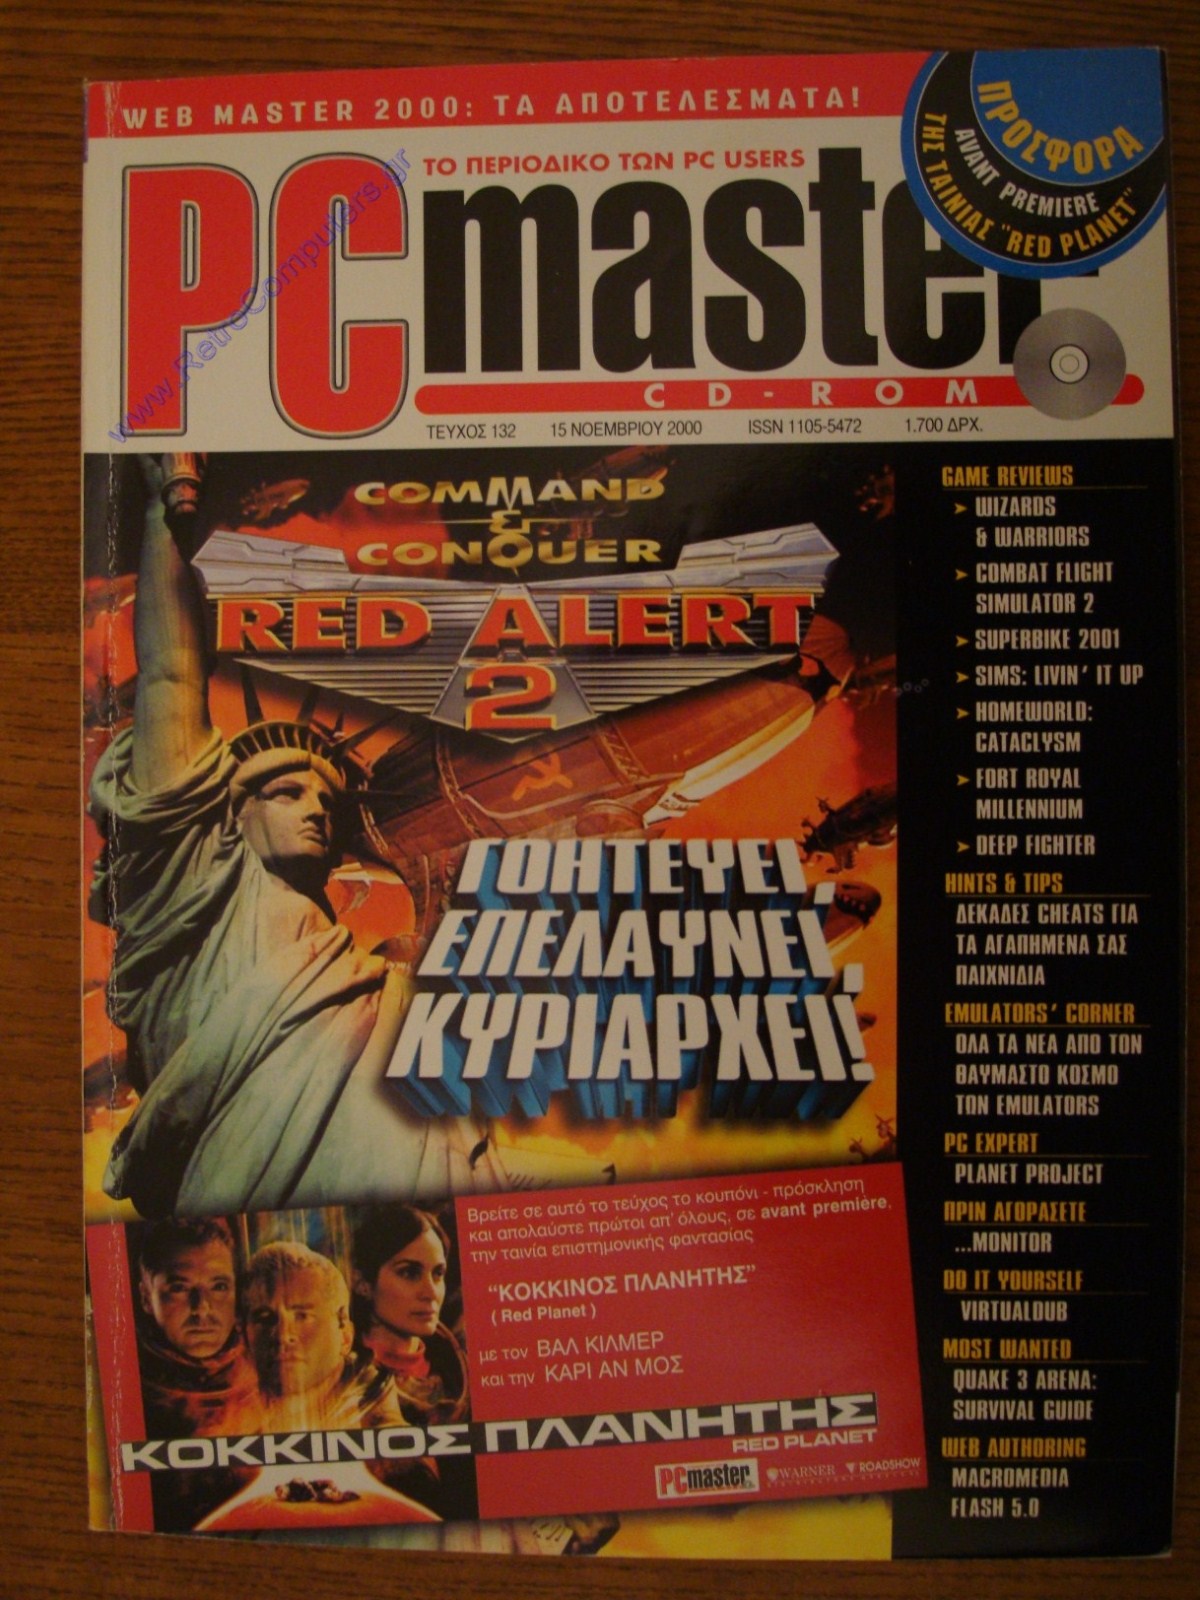 WEB MASTER 2000: ΤΑ ΑΠΟΤΕΛΕΣΜΑΤΑ!
ΠΡΟΣΦΟΡΑ
AVANT PREMIERE
ΤΗΣ ΤΑΙΝΙΑΣ "RED PLANET"
ΤΟ ΠΕΡΙΟΔΙΚΟ ΤΩΝ PC USERS
PC master
CD-ROM
www.RetroComputers.gr
ΤΕΥΧΟΣ 132 15 ΝΟΕΜΒΡΙΟΥ 2000 ISSN 1105-5472 1.700 ΔΡΧ.
COMMAND
&
CONQUER
RED ALERT
2
ΓΟΗΤΕΥΕΙ,
ΕΠΕΛΑΥΝΕΙ,
ΚΥΡΙΑΡΧΕΙ!
GAME REVIEWS
➤ WIZARDS
& WARRIORS
➤ COMBAT FLIGHT
SIMULATOR 2
➤ SUPERBIKE 2001
➤ SIMS: LIVIN' IT UP
➤ HOMEWORLD:
CATACLYSM
➤ FORT ROYAL
MILLENNIUM
➤ DEEP FIGHTER
HINTS & TIPS
ΔΕΚΑΔΕΣ CHEATS ΓΙΑ
ΤΑ ΑΓΑΠΗΜΕΝΑ ΣΑΣ
ΠΑΙΧΝΙΔΙΑ
EMULATORS' CORNER
ΟΛΑ ΤΑ ΝΕΑ ΑΠΟ ΤΟΝ
ΘΑΥΜΑΣΤΟ ΚΟΣΜΟ
ΤΩΝ EMULATORS
PC EXPERT
PLANET PROJECT
ΠΡΙΝ ΑΓΟΡΑΣΕΤΕ
...MONITOR
DO IT YOURSELF
VIRTUALDUB
MOST WANTED
QUAKE 3 ARENA:
SURVIVAL GUIDE
WEB AUTHORING
MACROMEDIA
FLASH 5.0
Βρείτε σε αυτό το τεύχος το κουπόνι - πρόσκληση
και απολαύστε πρώτοι απ' όλους, σε avant première,
την ταινία επιστημονικής φαντασίας
"ΚΟΚΚΙΝΟΣ ΠΛΑΝΗΤΗΣ"
( Red Planet )
με τον ΒΑΛ ΚΙΛΜΕΡ
και την ΚΑΡΙ ΑΝ ΜΟΣ
ΚΟΚΚΙΝΟΣ ΠΛΑΝΗΤΗΣ
RED PLANET
PC master WARNER ROADSHOW